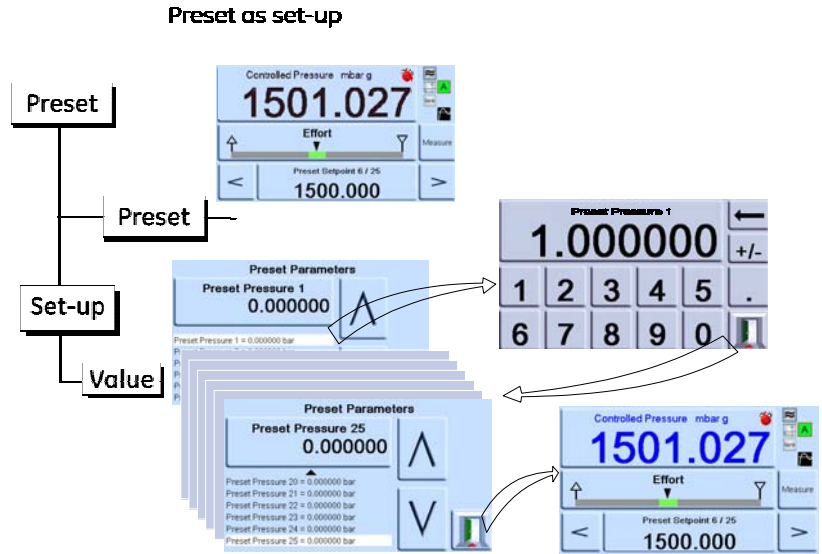 Preset as set-up
Preset
Preset
Set-up
Value
Controlled Pressure mbar g
A
1501.027
Effort
Measure
< Preset Setpoint 6 / 25 >
1500.000
Preset Parameters
Preset Pressure 1
0.000000
Preset Pressure 1 = 0.000000 bar
Preset Pressure 1
1.000000
+/-
1 2 3 4 5 .
6 7 8 9 0
Preset Parameters
Preset Pressure 25
0.000000
Preset Pressure 20 = 0.000000 bar
Preset Pressure 21 = 0.000000 bar
Preset Pressure 22 = 0.000000 bar
Preset Pressure 23 = 0.000000 bar
Preset Pressure 24 = 0.000000 bar
Preset Pressure 25 = 0.000000 bar
Controlled Pressure mbar g
A
1501.027
Effort
Measure
< Preset Setpoint 6 / 25 >
1500.000